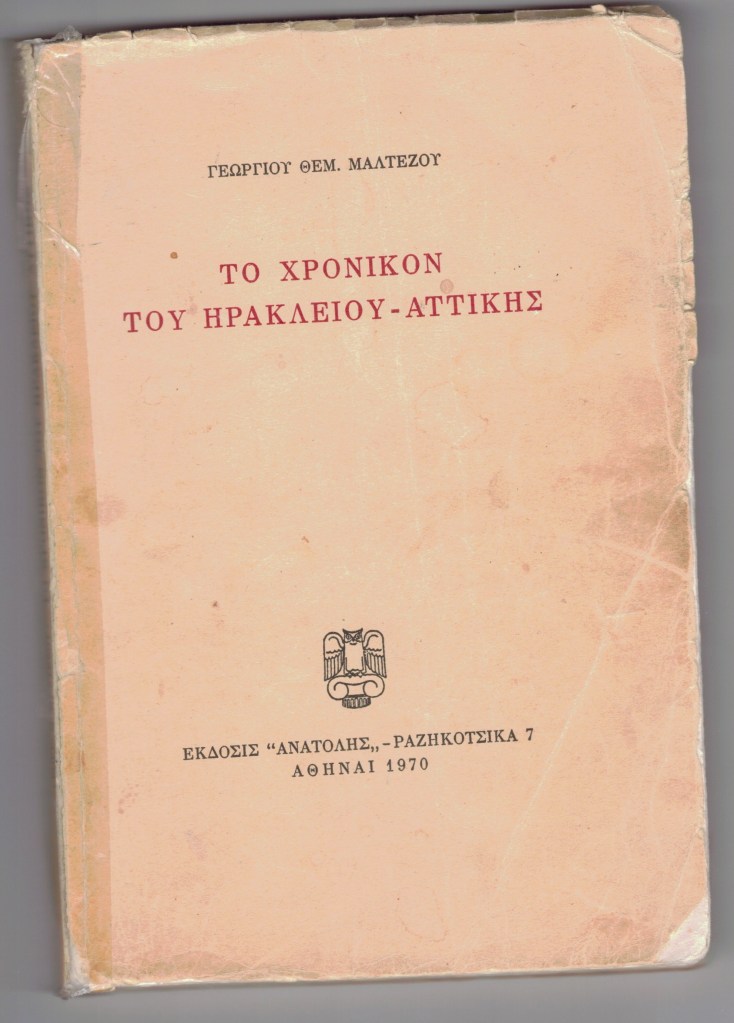 ΓΕΩΡΓΙΟΥ ΘΕΜ. ΜΑΛΤΕΖΟΥ
ΤΟ ΧΡΟΝΙΚΟΝ
ΤΟΥ ΗΡΑΚΛΕΙΟΥ-ΑΤΤΙΚΗΣ
ΕΚΔΟΣΙΣ “ΑΝΑΤΟΛΗΣ„-ΡΑΖΗΚΟΤΣΙΚΑ 7
ΑΘΗΝΑΙ 1970